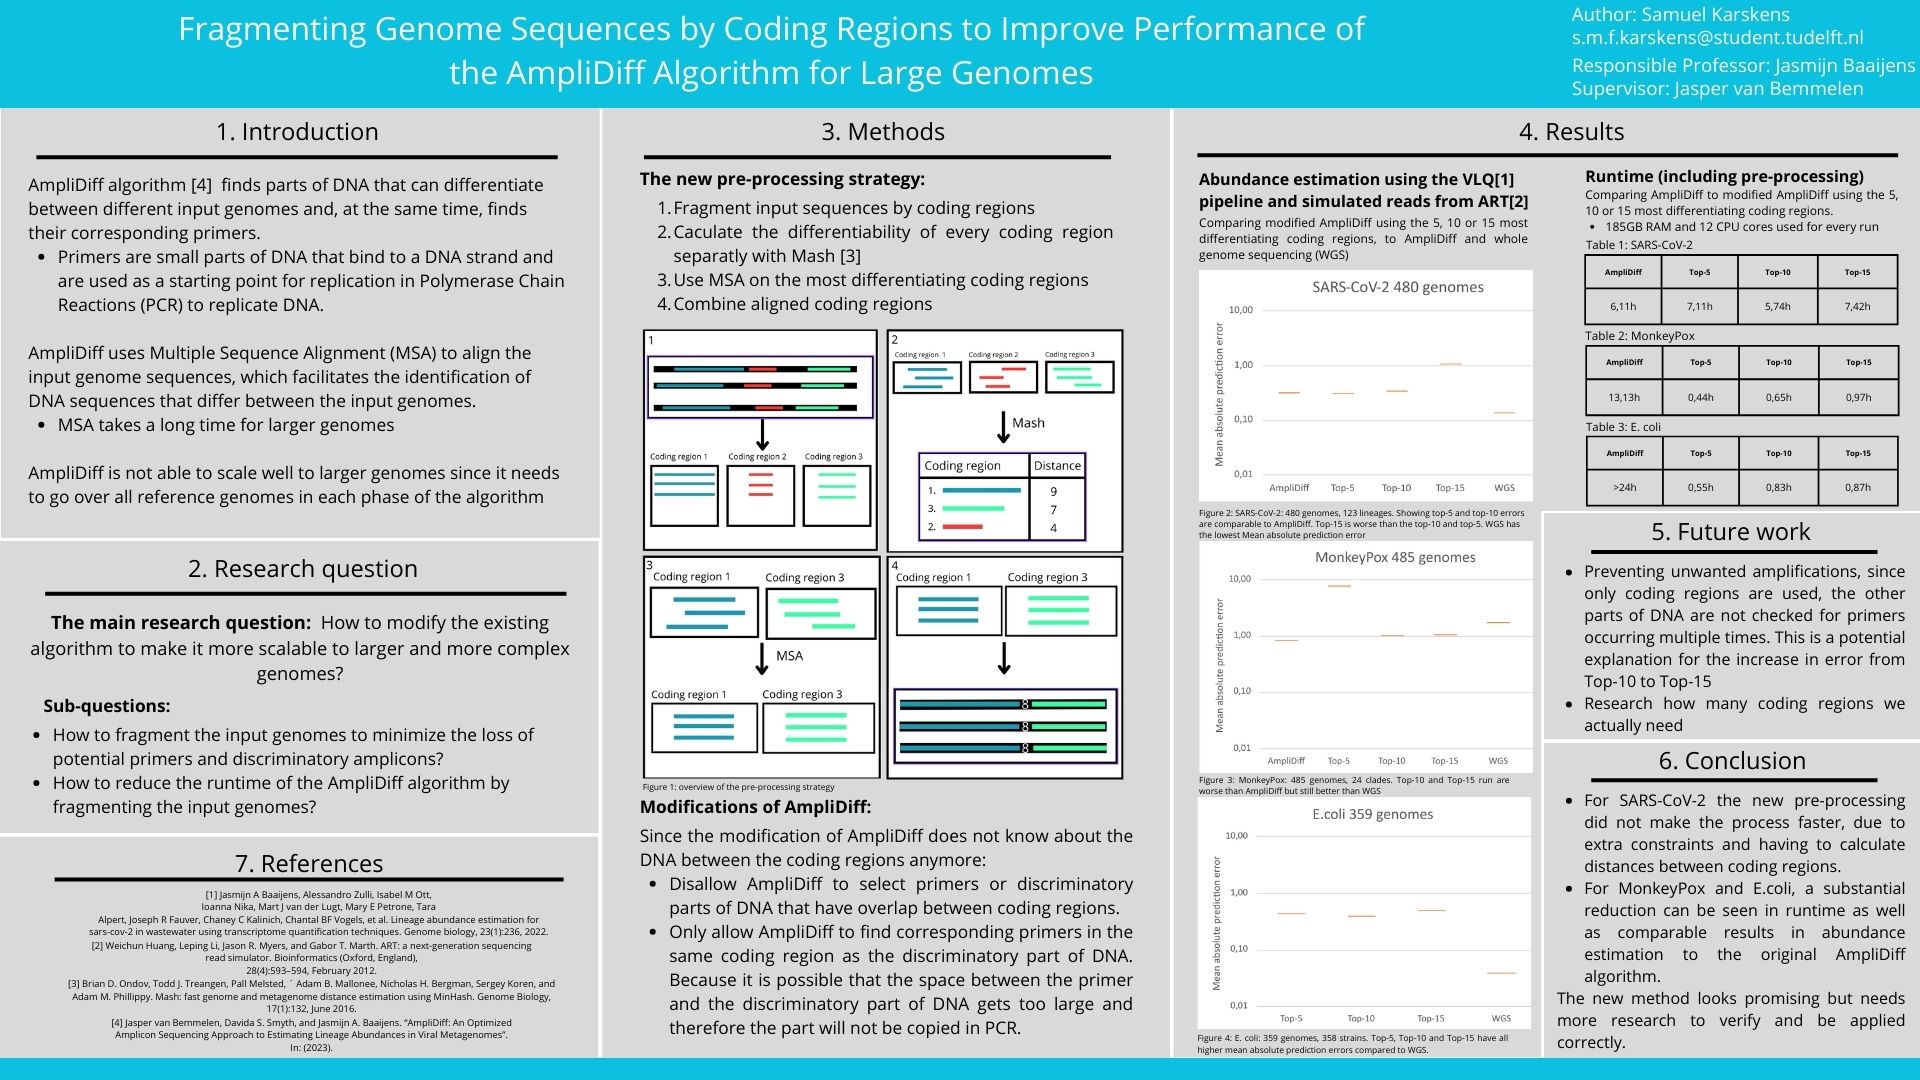 Fragmenting Genome Sequences by Coding Regions to Improve Performance of
the AmpliDiff Algorithm for Large Genomes
Author: Samuel Karskens
s.m.f.karskens@student.tudelft.nl
Responsible Professor: Jasmijn Baaijens
Supervisor: Jasper van Bemmelen
1. Introduction
AmpliDiff algorithm [4] finds parts of DNA that can differentiate
between different input genomes and, at the same time, finds
their corresponding primers.
• Primers are small parts of DNA that bind to a DNA strand and
are used as a starting point for replication in Polymerase Chain
Reactions (PCR) to replicate DNA.
AmpliDiff uses Multiple Sequence Alignment (MSA) to align the
input genome sequences, which facilitates the identification of
DNA sequences that differ between the input genomes.
• MSA takes a long time for larger genomes
AmpliDiff is not able to scale well to larger genomes since it needs
to go over all reference genomes in each phase of the algorithm
2. Research question
The main research question: How to modify the existing
algorithm to make it more scalable to larger and more complex
genomes?
Sub-questions:
• How to fragment the input genomes to minimize the loss of
potential primers and discriminatory amplicons?
• How to reduce the runtime of the AmpliDiff algorithm by
fragmenting the input genomes?
7. References
[1] Jasmijn A Baaijens, Alessandro Zulli, Isabel M Ott,
Ioanna Nika, Mart J van der Lugt, Mary E Petrone, Tara
Alpert, Joseph R Fauver, Chaney C Kalinich, Chantal BF Vogels, et al. Lineage abundance estimation for
sars-cov-2 in wastewater using transcriptome quantification techniques. Genome biology, 23(1):236, 2022.
[2] Weichun Huang, Leping Li, Jason R. Myers, and Gabor T. Marth. ART: a next-generation sequencing
read simulator. Bioinformatics (Oxford, England),
28(4):593–594, February 2012.
[3] Brian D. Ondov, Todd J. Treangen, Pall Melsted, ´ Adam B. Mallonee, Nicholas H. Bergman, Sergey Koren, and
Adam M. Phillippy. Mash: fast genome and metagenome distance estimation using MinHash. Genome Biology,
17(1):132, June 2016.
[4] Jasper van Bemmelen, Davida S. Smyth, and Jasmijn A. Baaijens. “AmpliDiff: An Optimized
Amplicon Sequencing Approach to Estimating Lineage Abundances in Viral Metagenomes”.
In: (2023).
3. Methods
The new pre-processing strategy:
1. Fragment input sequences by coding regions
2. Caculate the differentiability of every coding region
separatly with Mash [3]
3. Use MSA on the most differentiating coding regions
4. Combine aligned coding regions
1
Coding region 1 Coding region 2 Coding region 3
2
Coding region 1 Coding region 2 Coding region 3
Mash
Coding region Distance
1. 9
3. 7
2. 4
3
Coding region 1 Coding region 3
MSA
Coding region 1 Coding region 3
4
Coding region 1 Coding region 3
8
8
8
Figure 1: overview of the pre-processing strategy
Modifications of AmpliDiff:
Since the modification of AmpliDiff does not know about the
DNA between the coding regions anymore:
• Disallow AmpliDiff to select primers or discriminatory
parts of DNA that have overlap between coding regions.
• Only allow AmpliDiff to find corresponding primers in the
same coding region as the discriminatory part of DNA.
Because it is possible that the space between the primer
and the discriminatory part of DNA gets too large and
therefore the part will not be copied in PCR.
4. Results
Abundance estimation using the VLQ[1]
pipeline and simulated reads from ART[2]
Comparing modified AmpliDiff using the 5, 10 or 15 most
differentiating coding regions, to AmpliDiff and whole
genome sequencing (WGS)
SARS-CoV-2 480 genomes
Mean absolute prediction error
10,00
1,00
0,10
0,01
AmpliDiff Top-5 Top-10 Top-15 WGS
Figure 2: SARS-CoV-2: 480 genomes, 123 lineages. Showing top-5 and top-10 errors
are comparable to AmpliDiff. Top-15 is worse than the top-10 and top-5. WGS has
the lowest Mean absolute prediction error
MonkeyPox 485 genomes
Mean absolute prediction error
10,00
1,00
0,10
0,01
AmpliDiff Top-5 Top-10 Top-15 WGS
Figure 3: MonkeyPox: 485 genomes, 24 clades. Top-10 and Top-15 run are
worse than AmpliDiff but still better than WGS
E.coli 359 genomes
Mean absolute prediction error
10,00
1,00
0,10
0,01
Top-5 Top-10 Top-15 WGS
Figure 4: E. coli: 359 genomes, 358 strains. Top-5, Top-10 and Top-15 have all
higher mean absolute prediction errors compared to WGS.
Runtime (including pre-processing)
Comparing AmpliDiff to modified AmpliDiff using the 5,
10 or 15 most differentiating coding regions.
• 185GB RAM and 12 CPU cores used for every run
Table 1: SARS-CoV-2
AmpliDiff Top-5 Top-10 Top-15
6,11h 7,11h 5,74h 7,42h
Table 2: MonkeyPox
AmpliDiff Top-5 Top-10 Top-15
13,13h 0,44h 0,65h 0,97h
Table 3: E. coli
AmpliDiff Top-5 Top-10 Top-15
>24h 0,55h 0,83h 0,87h
5. Future work
• Preventing unwanted amplifications, since
only coding regions are used, the other
parts of DNA are not checked for primers
occurring multiple times. This is a potential
explanation for the increase in error from
Top-10 to Top-15
• Research how many coding regions we
actually need
6. Conclusion
• For SARS-CoV-2 the new pre-processing
did not make the process faster, due to
extra constraints and having to calculate
distances between coding regions.
• For MonkeyPox and E.coli, a substantial
reduction can be seen in runtime as well
as comparable results in abundance
estimation to the original AmpliDiff
algorithm.
The new method looks promising but needs
more research to verify and be applied
correctly.